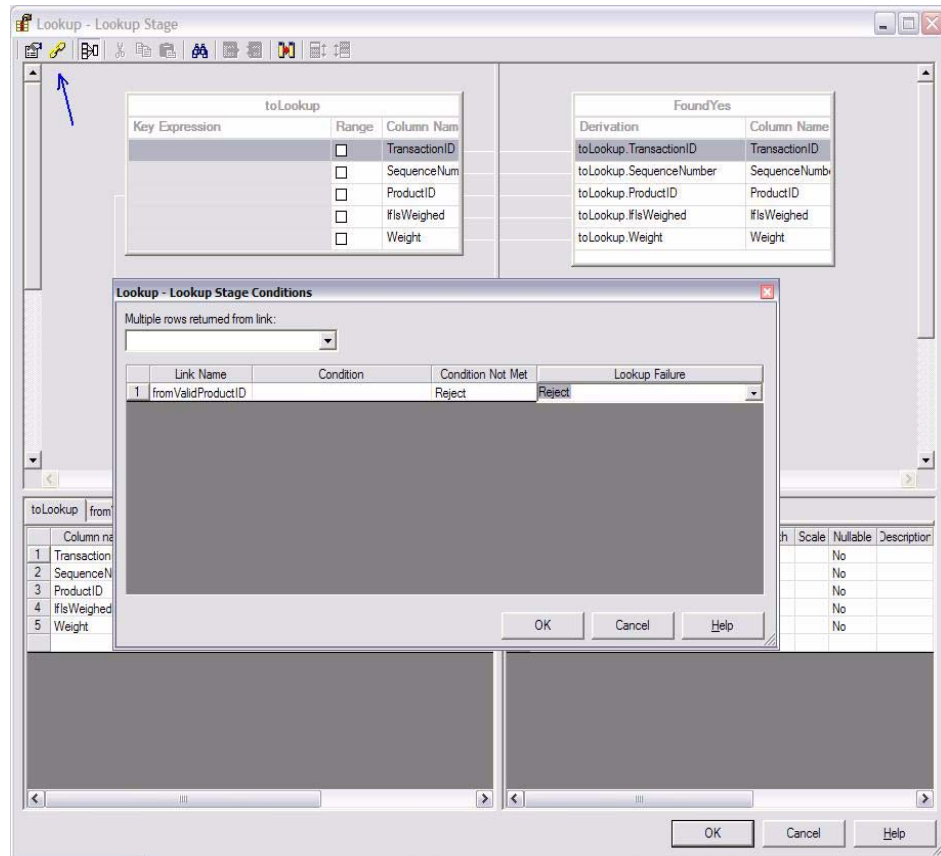 Lookup - Lookup Stage
toLookup
Key Expression Range Column Nam
TransactionID
SequenceNum
ProductID
IfIsWeighed
Weight
FoundYes
Derivation Column Name
toLookup.TransactionID TransactionID
toLookup.SequenceNumber SequenceNumb
toLookup.ProductID ProductID
toLookup.IfIsWeighed IfIsWeighed
toLookup.Weight Weight
Lookup - Lookup Stage Conditions
Multiple rows returned from link:
Link Name Condition Condition Not Met Lookup Failure
1 fromValidProductID Reject Reject
OK Cancel Help
toLookup from
Column na
1 Transaction
2 SequenceN
3 ProductID
4 IfIsWeighed
5 Weight
th Scale Nullable Description
No
No
No
No
No
OK Cancel Help